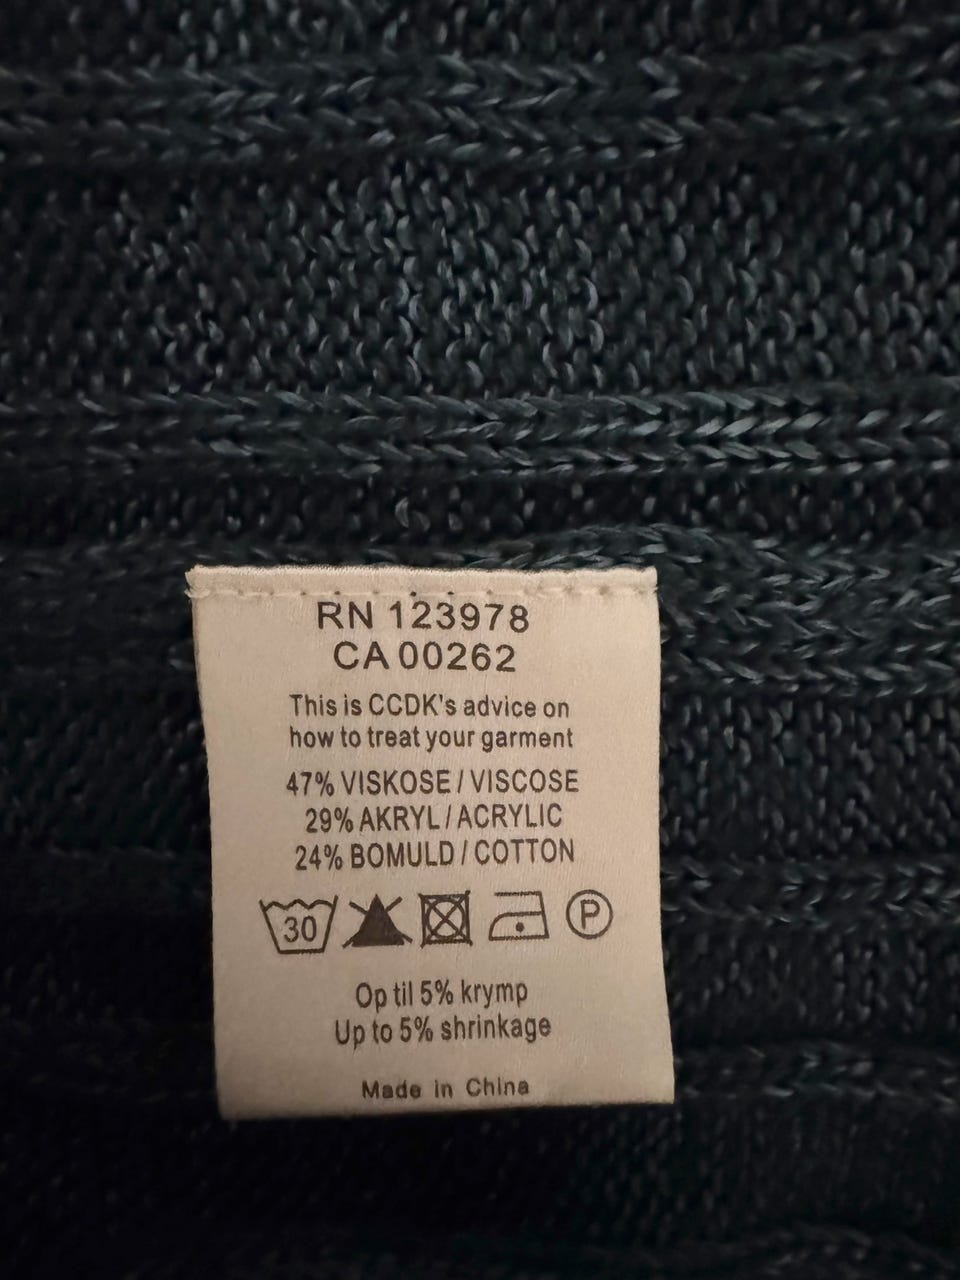 RN 123978
CA 00262
This is CCDK's advice on
how to treat your garment
47% VISKOSE / VISCOSE
29% AKRYL / ACRYLIC
24% BOMULD / COTTON
30 P
Op til 5% krymp
Up to 5% shrinkage
Made in China